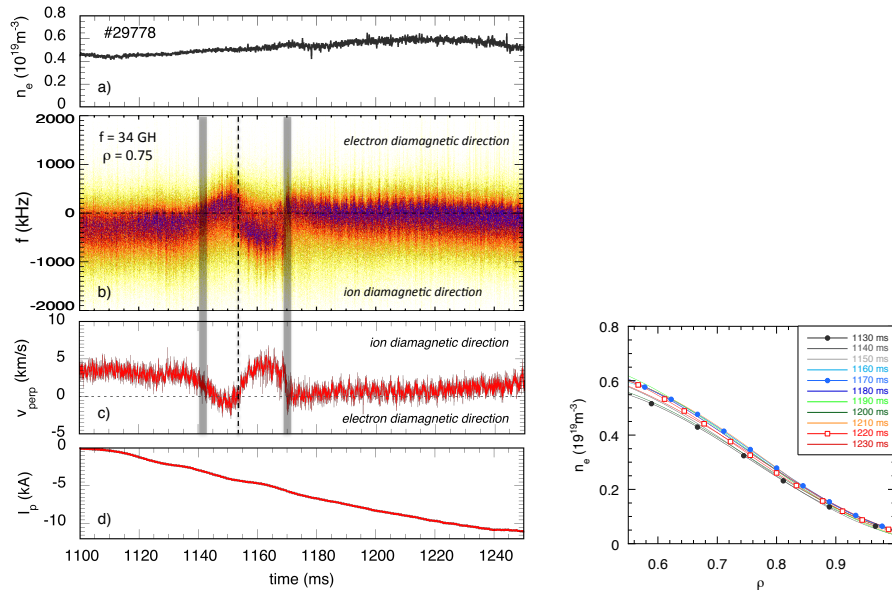 #29778
n_e (10^19 m^-3)
0.8
0.6
0.4
0.2
0
a)
f = 34 GH
ρ = 0.75
electron diamagnetic direction
f (kHz)
2000
1000
0
-1000
-2000
b)
ion diamagnetic direction
v_perp (km/s)
10
5
0
-5
ion diamagnetic direction
c)
electron diamagnetic direction
I_p (kA)
0
-5
-10
d)
1100 1120 1140 1160 1180 1200 1220 1240
time (ms)
n_e (19^19 m^-3)
0.8
0.6
0.4
0.2
0
0.6 0.7 0.8 0.9
ρ
1130 ms
1140 ms
1150 ms
1160 ms
1170 ms
1180 ms
1190 ms
1200 ms
1210 ms
1220 ms
1230 ms